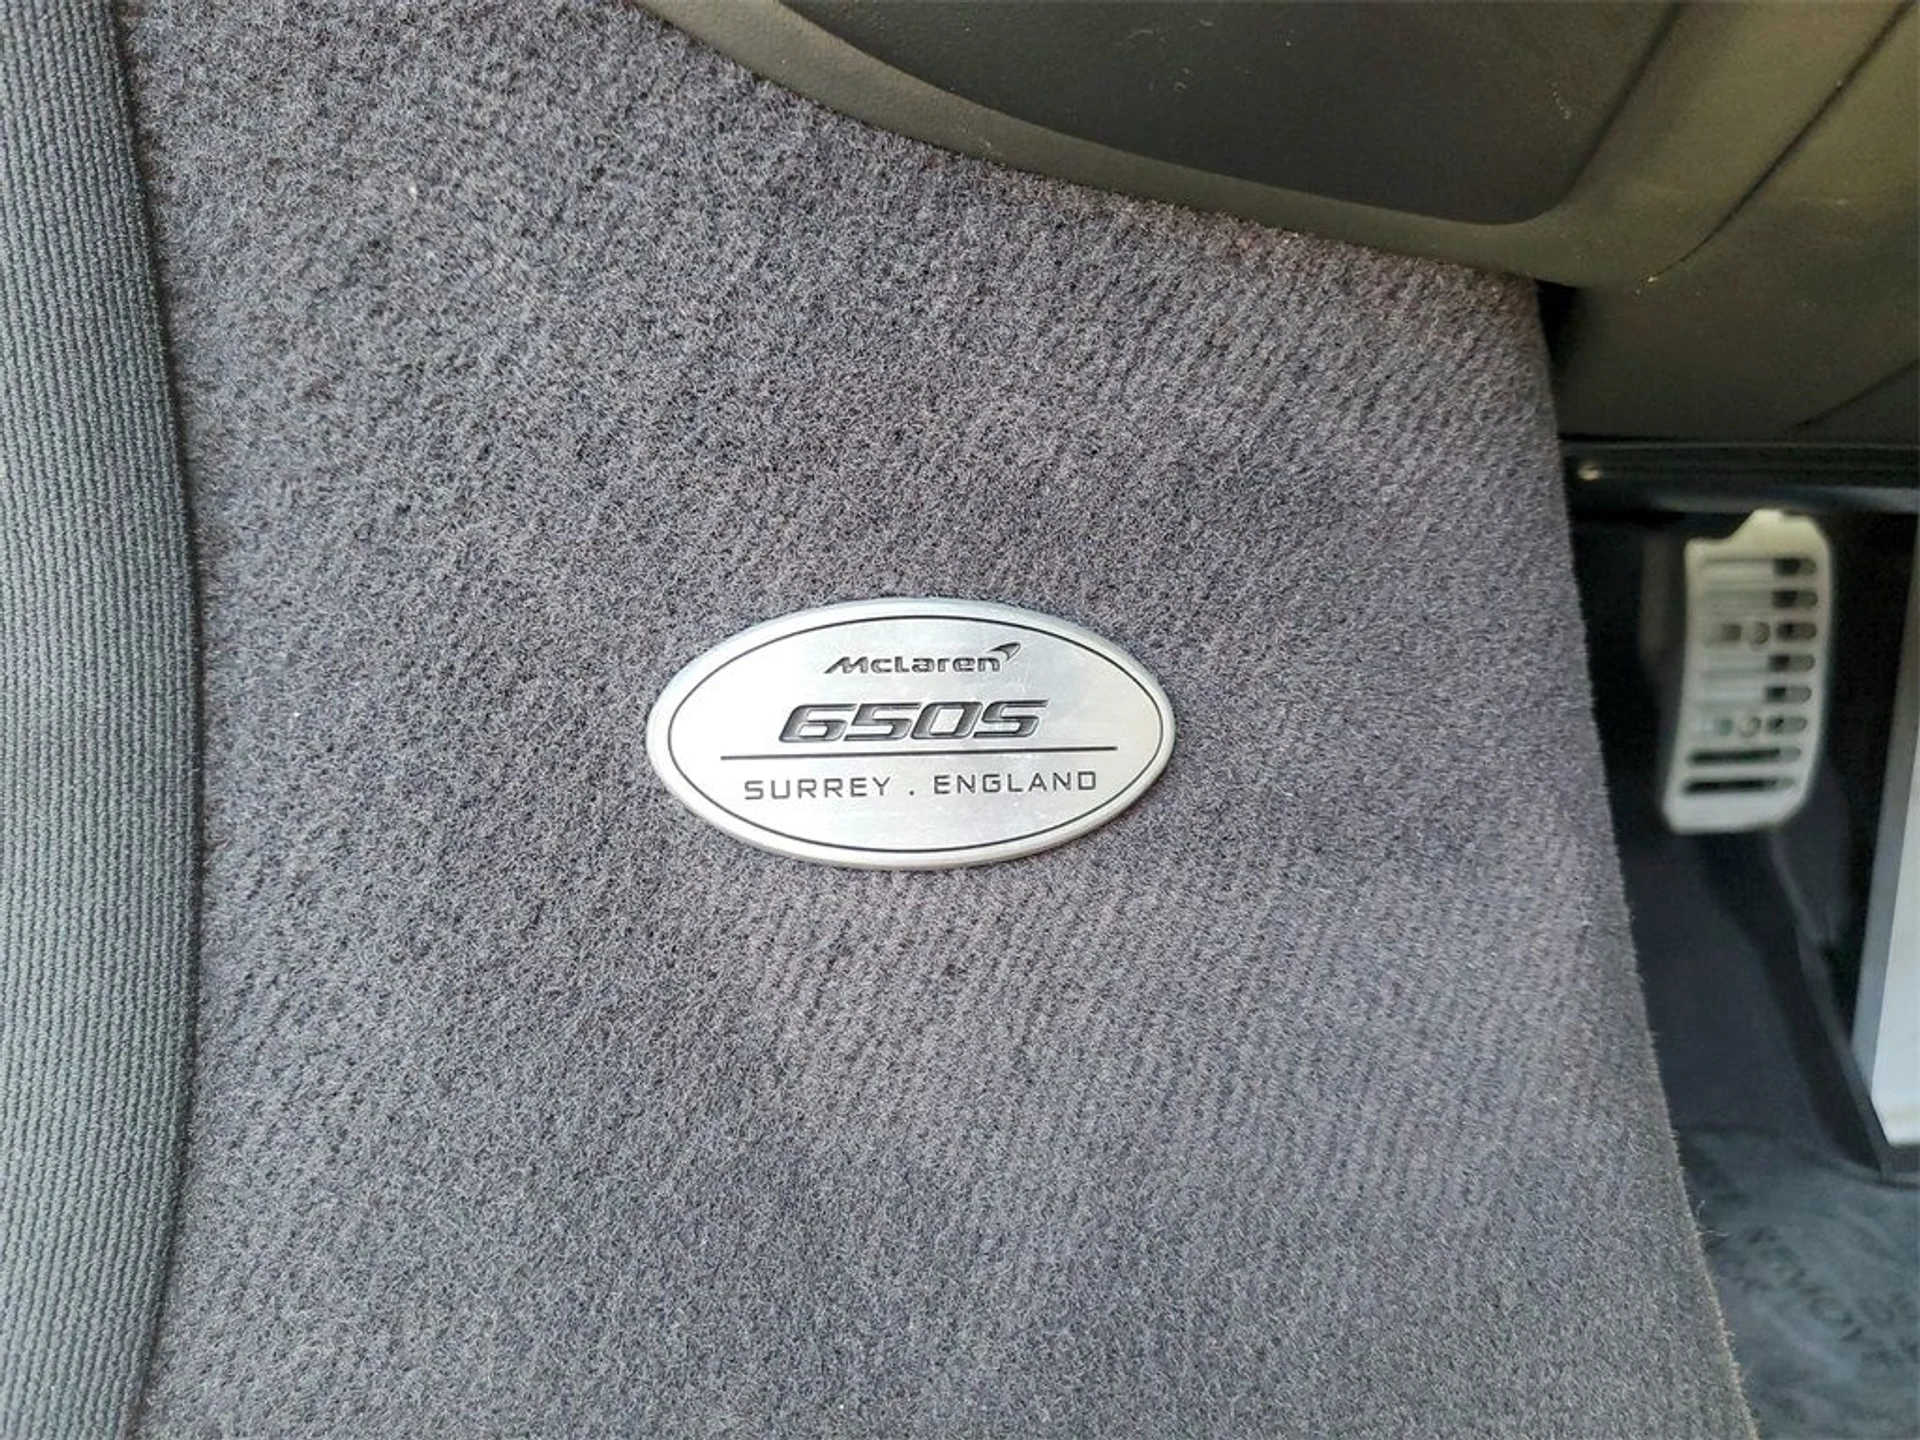 McLaren
650S
SURREY . ENGLAND